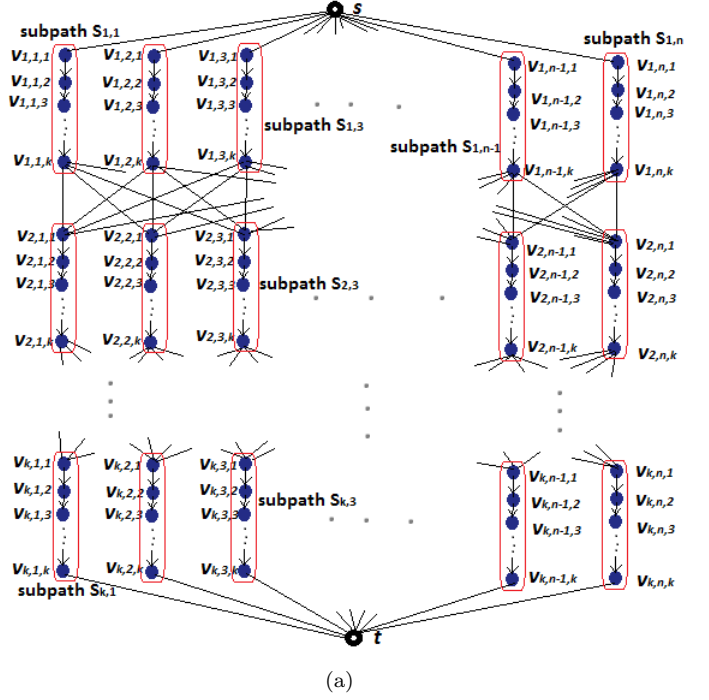 s
subpath S1,1
subpath S1,n
V1,1,1 V1,2,1 V1,3,1 V1,n-1,1 V1,n,1
V1,1,2 V1,2,2 V1,3,2 V1,n-1,2 V1,n,2
V1,1,3 V1,2,3 V1,3,3 V1,n-1,3 V1,n,3
subpath S1,3
subpath S1,n-1
V1,1,k V1,2,k V1,3,k V1,n-1,k V1,n,k
V2,1,1 V2,2,1 V2,3,1 V2,n-1,1 V2,n,1
V2,1,2 V2,2,2 V2,3,2 V2,n-1,2 V2,n,2
V2,1,3 V2,2,3 V2,3,3 V2,n-1,3 V2,n,3
subpath S2,3
V2,1,k V2,2,k V2,3,k V2,n-1,k V2,n,k
Vk,1,1 Vk,2,1 Vk,3,1 Vk,n-1,1 Vk,n,1
Vk,1,2 Vk,2,2 Vk,3,2 Vk,n-1,2 Vk,n,2
subpath Sk,3
Vk,1,3 Vk,2,3 Vk,3,3 Vk,n-1,3 Vk,n,3
Vk,1,k Vk,2,k Vk,3,k Vk,n-1,k Vk,n,k
subpath Sk,1
t
(a)